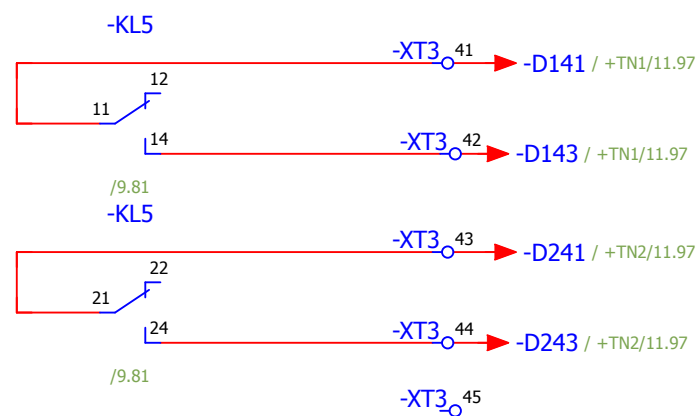 -KL5
-XT3 41 -D141 / +TN1/11.97
12
11
14 -XT3 42 -D143 / +TN1/11.97
/9.81
-KL5
-XT3 43 -D241 / +TN2/11.97
22
21
24 -XT3 44 -D243 / +TN2/11.97
/9.81
-XT3 45